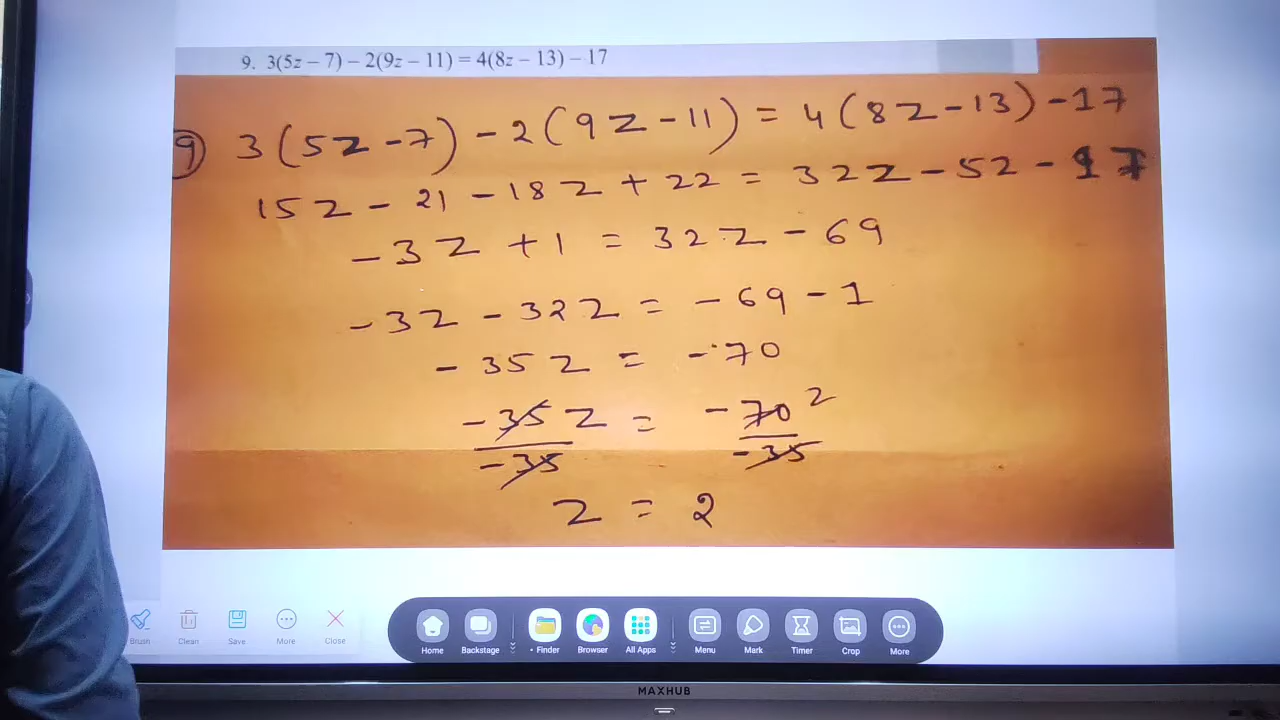 9. 3(5z – 7) – 2(9z – 11) = 4(8z – 13) – 17
9) 3(5z - 7) - 2(9z - 11) = 4(8z - 13) - 17
15z - 21 - 18z + 22 = 32z - 52 - 17
-3z + 1 = 32z - 69
-3z - 32z = -69 - 1
-35z = -70
-35z/-35 = -70/-35 2
z = 2
Brush Clean Save More Close
Home Backstage Finder Browser All Apps Menu Mark Timer Crop More
MAXHUB